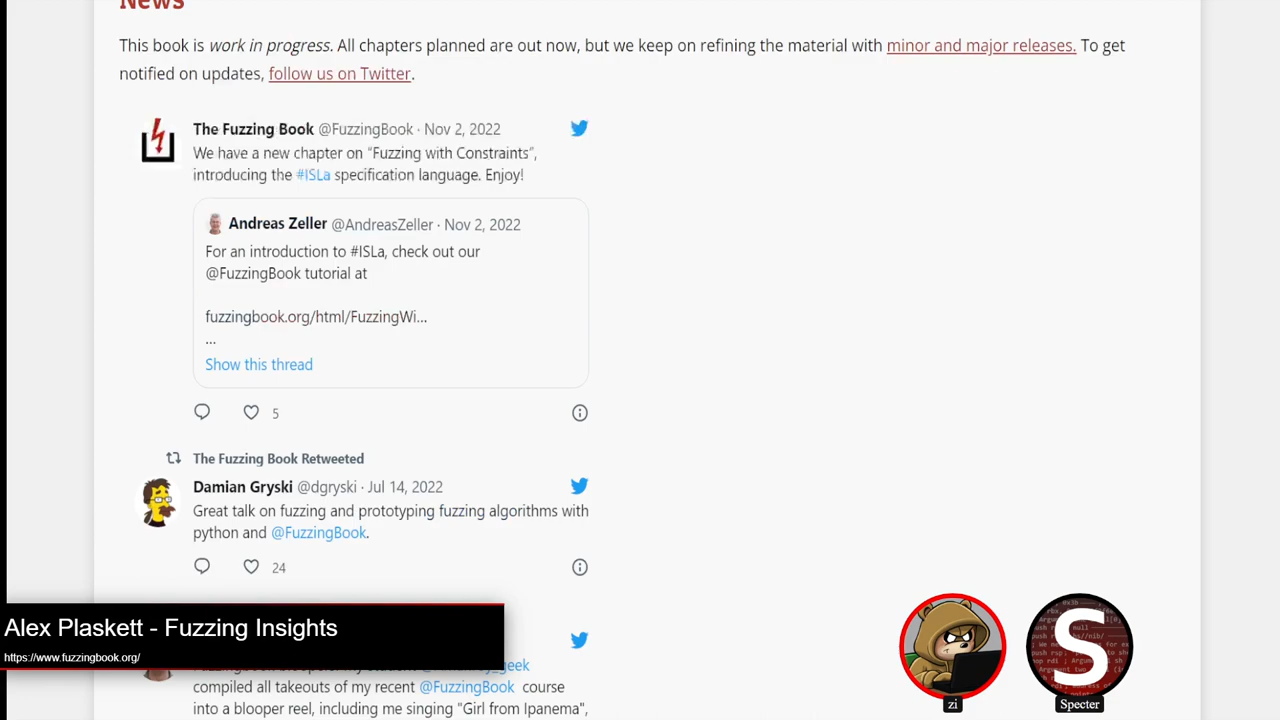 News
This book is work in progress. All chapters planned are out now, but we keep on refining the material with minor and major releases. To get
notified on updates, follow us on Twitter.
The Fuzzing Book @FuzzingBook · Nov 2, 2022
We have a new chapter on “Fuzzing with Constraints”,
introducing the #ISLa specification language. Enjoy!
Andreas Zeller @AndreasZeller · Nov 2, 2022
For an introduction to #ISLa, check out our
@FuzzingBook tutorial at
fuzzingbook.org/html/FuzzingWi...
...
Show this thread
5
The Fuzzing Book Retweeted
Damian Gryski @dgryski · Jul 14, 2022
Great talk on fuzzing and prototyping fuzzing algorithms with
python and @FuzzingBook.
24
_geek
compiled all takeouts of my recent @FuzzingBook course
into a blooper reel, including me singing "Girl from Ipanema",
Alex Plaskett - Fuzzing Insights
https://www.fuzzingbook.org/
zi
S
Specter